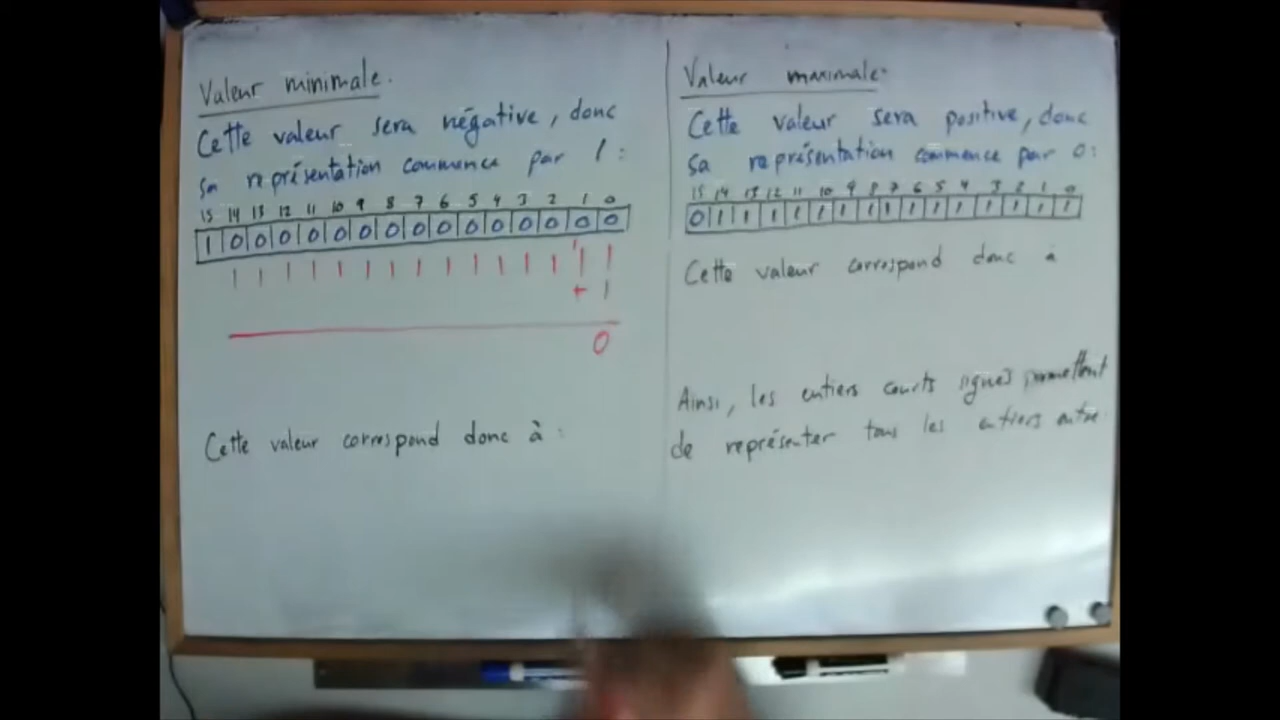 Valeur minimale.
Cette valeur sera négative, donc
sa représentation commence par 1 :
15 14 13 12 11 10 9 8 7 6 5 4 3 2 1 0
1 0 0 0 0 0 0 0 0 0 0 0 0 0 0 0
1
1 1 1 1 1 1 1 1 1 1 1 1 1 1 1
+ 1
0
Cette valeur correspond donc à :
Valeur maximale.
Cette valeur sera positive, donc
sa représentation commence par 0 :
15 14 13 12 11 10 9 8 7 6 5 4 3 2 1 0
0 1 1 1 1 1 1 1 1 1 1 1 1 1 1 1
Cette valeur correspond donc à
Ainsi, les entiers courts signés permettent
de représenter tous les entiers entre